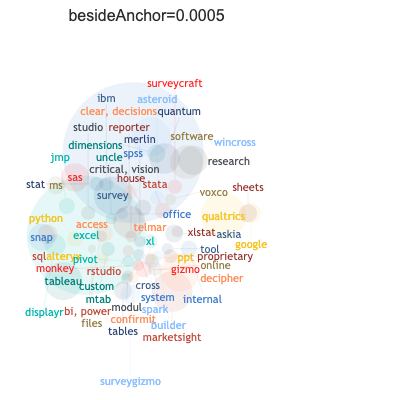 besideAnchor=0.0005
surveycraft
ibm
asteroid
clear, decisions
quantum
studio
reporter
software
merlin
wincross
dimensions
spss
jmp
uncle
research
critical, vision
sas
house
stata
stat
ms
survey
voxco
sheets
python
office
qualtrics
access
telmar
snap
excel
xl
xlstat
askia
google
tool
sql
alteryx
pivot
ppt
proprietary
monkey
rstudio
gizmo
online
tableau
custom
cross
decipher
mtab
system
internal
displayr
bi, power
modul
spark
files
confirmit
builder
tables
marketsight
surveygizmo